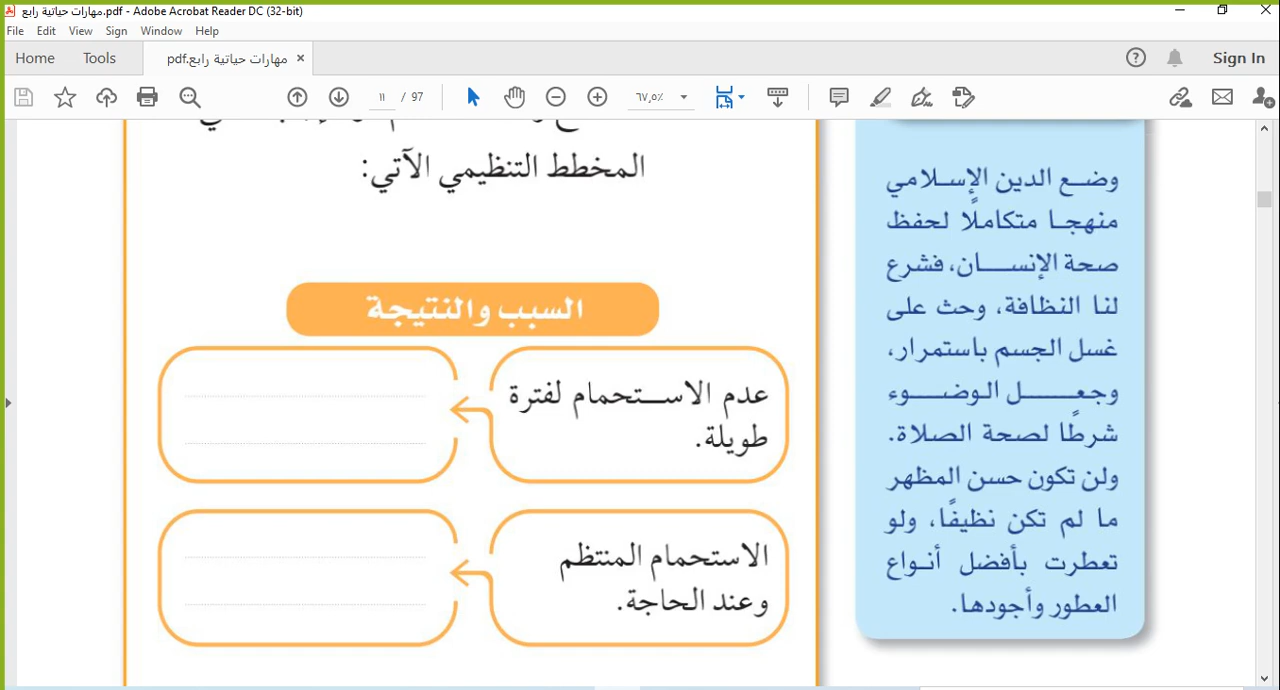 مهارات حياتية رابع.pdf - Adobe Acrobat Reader DC (32-bit)
File Edit View Sign Window Help
Home Tools مهارات حياتية رابع.pdf × Sign In
١١ / 97 ٦٧٫٥٪
المخطط التنظيمي الآتي:
السبب والنتيجة
عدم الاستحمام لفترة
طويلة.
الاستحمام المنتظم
وعند الحاجة.
وضع الدين الإسلامي
منهجا متكاملًا لحفظ
صحة الإنسان، فشرع
لنا النظافة، وحث على
غسل الجسم باستمرار،
وجعل الوضوء
شرطًا لصحة الصلاة.
ولن تكون حسن المظهر
ما لم تكن نظيفًا، ولو
تعطرت بأفضل أنواع
العطور وأجودها.